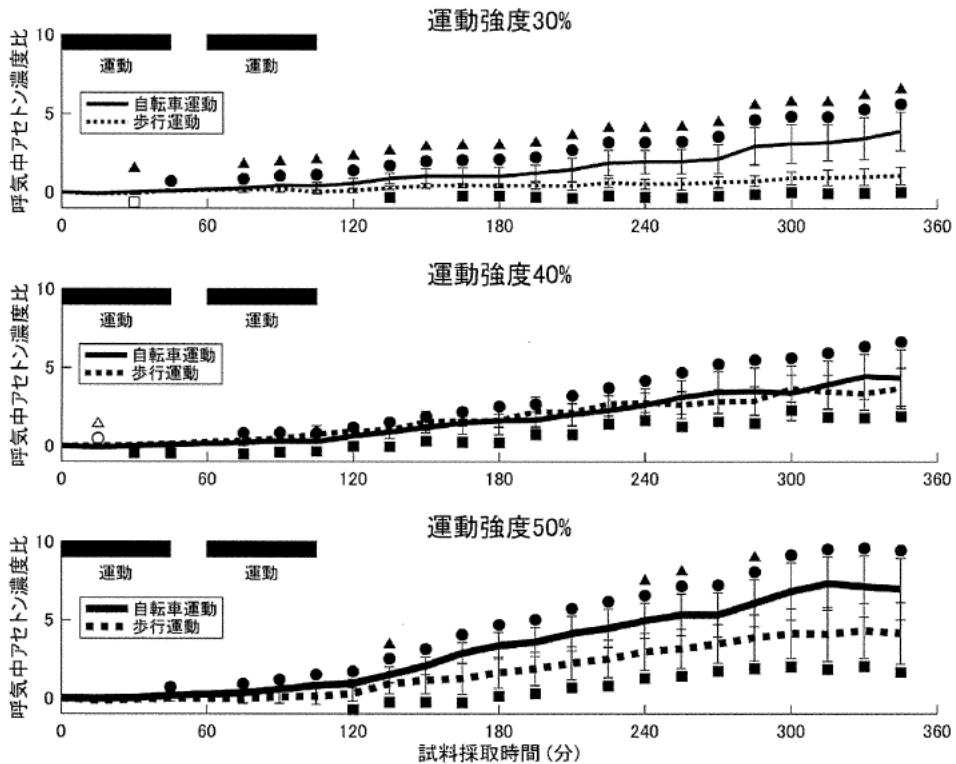 運動強度30%
呼気中アセトン濃度比
10
5
0
運動
運動
自転車運動
歩行運動
0
60
120
180
240
300
360
運動強度40%
呼気中アセトン濃度比
10
5
0
運動
運動
自転車運動
歩行運動
0
60
120
180
240
300
360
運動強度50%
呼気中アセトン濃度比
10
5
0
運動
運動
自転車運動
歩行運動
0
60
120
180
240
300
360
試料採取時間(分)